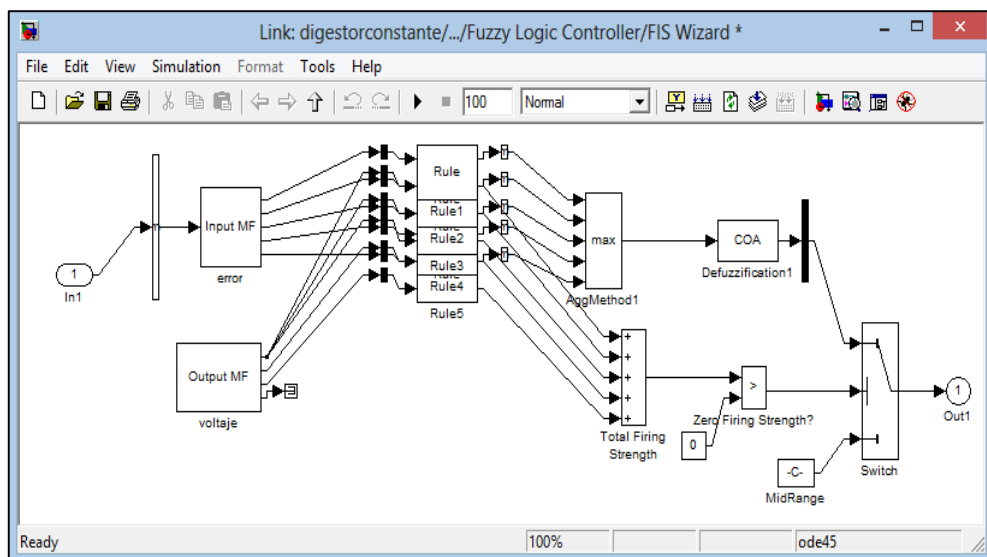 Link: digestorconstante/.../Fuzzy Logic Controller/FIS Wizard *
File Edit View Simulation Format Tools Help
100 Normal
1
In1
Input MF
error
Output MF
voltaje
Rule
Rule1
Rule2
Rule3
Rule4
Rule5
max
AggMethod1
COA
Defuzzification1
+
+
+
+
+
Total Firing
Strength
0
>
Zero Firing Strength?
-C-
MidRange
Switch
1
Out1
Ready 100% ode45